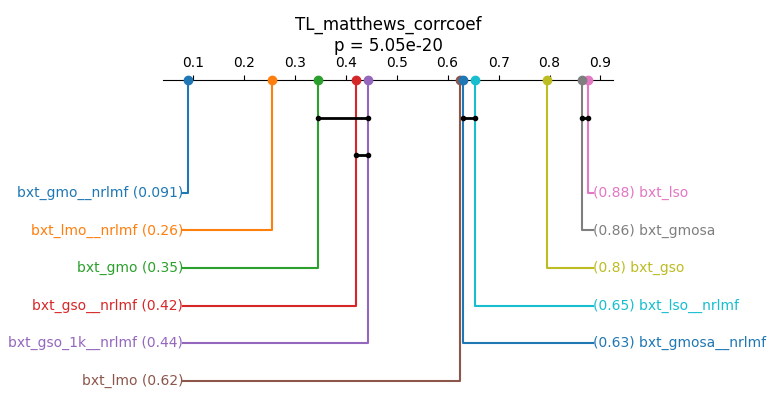 TL_matthews_corrcoef
p = 5.05e-20
0.1 0.2 0.3 0.4 0.5 0.6 0.7 0.8 0.9
bxt_gmo__nrlmf (0.091) (0.88) bxt_lso
bxt_lmo__nrlmf (0.26) (0.86) bxt_gmosa
bxt_gmo (0.35) (0.8) bxt_gso
bxt_gso__nrlmf (0.42) (0.65) bxt_lso__nrlmf
bxt_gso_1k__nrlmf (0.44) (0.63) bxt_gmosa__nrlmf
bxt_lmo (0.62)